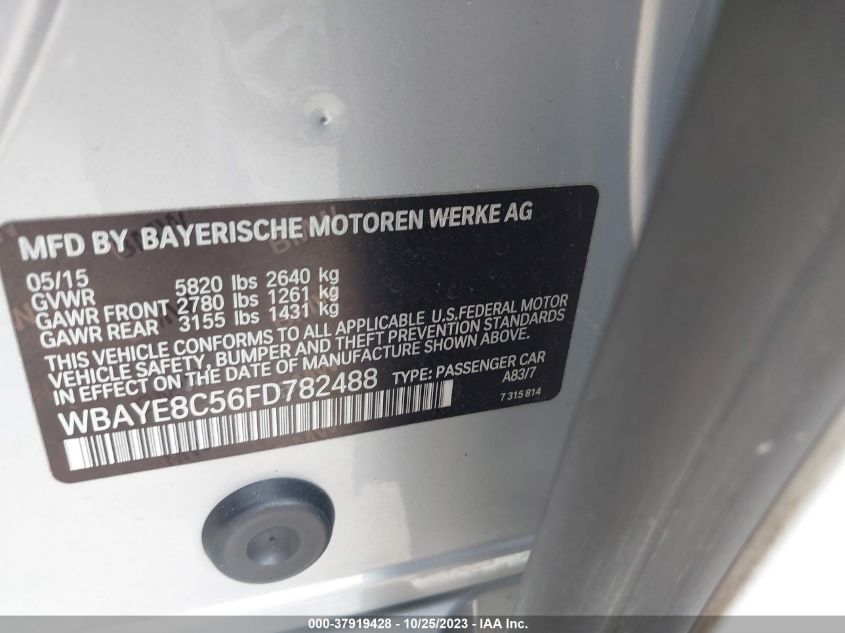 MFD BY BAYERISCHE MOTOREN WERKE AG
05/15
GVWR 5820 lbs 2640 kg
GAWR FRONT 2780 lbs 1261 kg
GAWR REAR 3155 lbs 1431 kg
THIS VEHICLE CONFORMS TO ALL APPLICABLE U.S.FEDERAL MOTOR
VEHICLE SAFETY, BUMPER AND THEFT PREVENTION STANDARDS
IN EFFECT ON THE DATE OF MANUFACTURE SHOWN ABOVE.
WBAYE8C56FD782488 TYPE: PASSENGER CAR
A83/7
7 315 814
000-37919428 - 10/25/2023 - IAA Inc.